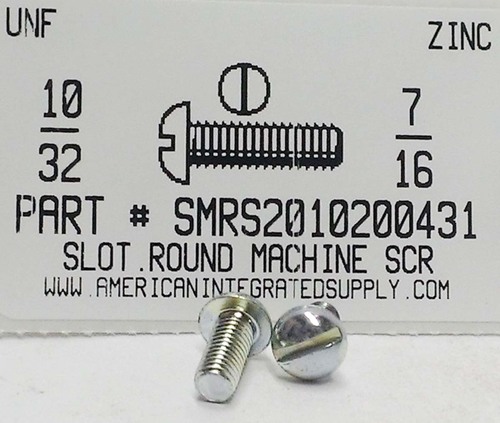 UNF
ZINC
10
32
7
16
PART # SMRS2010200431
SLOT.ROUND MACHINE SCR
WWW.AMERICANINTEGRATEDSUPPLY.COM